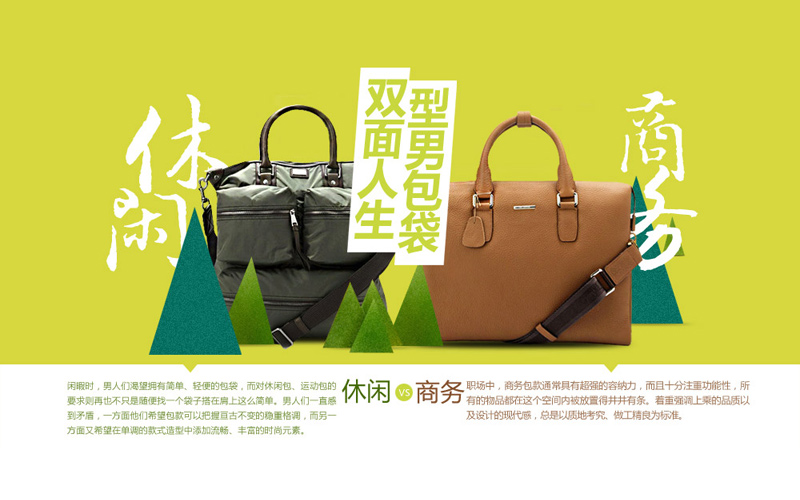 休闲
双面人生
型男包袋
商务
闲暇时，男人们渴望拥有简单、轻便的包袋，而对休闲包、运动包的
要求则再也不只是随便找一个袋子搭在肩上这么简单。男人们一直感
到矛盾，一方面他们希望包款可以把握亘古不变的稳重格调，而另一
方面又希望在单调的款式造型中添加流畅、丰富的时尚元素。
休闲 VS 商务
职场中，商务包款通常具有超强的容纳力，而且十分注重功能性，所
有的物品都在这个空间内被放置得井井有条。着重强调上乘的品质以
及设计的现代感，总是以质地考究、做工精良为标准。